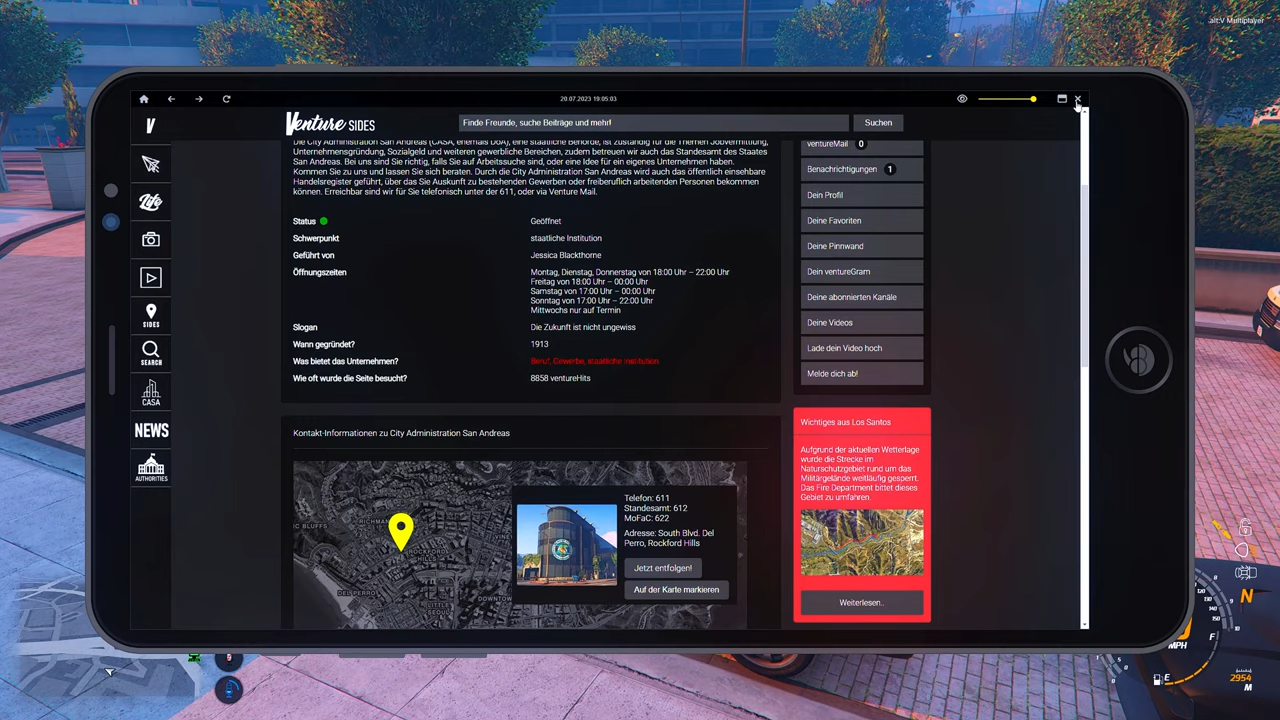 alt:V Multiplayer
20.07.2023 19:05:03
V
Venture SIDES
Finde Freunde, suche Beiträge und mehr!
Suchen
Life
SIDES
SEARCH
CASA
NEWS
AUTHORITIES
Die City Administration San Andreas (CASA, ehemals DoA), eine staatliche Behörde, ist zuständig für die Themen Jobvermittlung,
Unternehmensgründung, Sozialgeld und weiteren gewerbliche Bereichen, zudem betreuen wir auch das Standesamt des Staates
San Andreas. Bei uns sind Sie richtig, falls Sie auf Arbeitssuche sind, oder eine Idee für ein eigenes Unternehmen haben.
Kommen Sie zu uns und lassen Sie sich beraten. Durch die City Administration San Andreas wird auch das öffentlich einsehbare
Handelsregister geführt, über das Sie Auskunft zu bestehenden Gewerben oder freiberuflich arbeitenden Personen bekommen
können. Erreichbar sind wir für Sie telefonisch unter der 611, oder via Venture Mail.
Status
Geöffnet
Schwerpunkt
staatliche Institution
Geführt von
Jessica Blackthorne
Öffnungszeiten
Montag, Dienstag, Donnerstag von 18:00 Uhr – 22:00 Uhr
Freitag von 18:00 Uhr – 00:00 Uhr
Samstag von 17:00 Uhr – 00:00 Uhr
Sonntag von 17:00 Uhr – 22:00 Uhr
Mittwochs nur auf Termin
Slogan
Die Zukunft ist nicht ungewiss
Wann gegründet?
1913
Was bietet das Unternehmen?
Beruf, Gewerbe, staatliche Institution
Wie oft wurde die Seite besucht?
8858 ventureHits
Kontakt-Informationen zu City Administration San Andreas
RICHMAN
ROCKFORD
HILLS
DEL PERRO
LITTLE
SEOUL
DOWNTOW
Telefon: 611
Standesamt: 612
MoFaC: 622
Adresse: South Blvd. Del
Perro, Rockford Hills
Jetzt entfolgen!
Auf der Karte markieren
ventureMail 0
Benachrichtigungen 1
Dein Profil
Deine Favoriten
Deine Pinnwand
Dein ventureGram
Deine abonnierten Kanäle
Deine Videos
Lade dein Video hoch
Melde dich ab!
Wichtiges aus Los Santos
Aufgrund der aktuellen Wetterlage
wurde die Strecke im
Naturschutzgebiet rund um das
Militärgelände weitläufig gesperrt.
Das Fire Department bittet dieses
Gebiet zu umfahren.
Weiterlesen..
N
MPH
F
E
2954
M